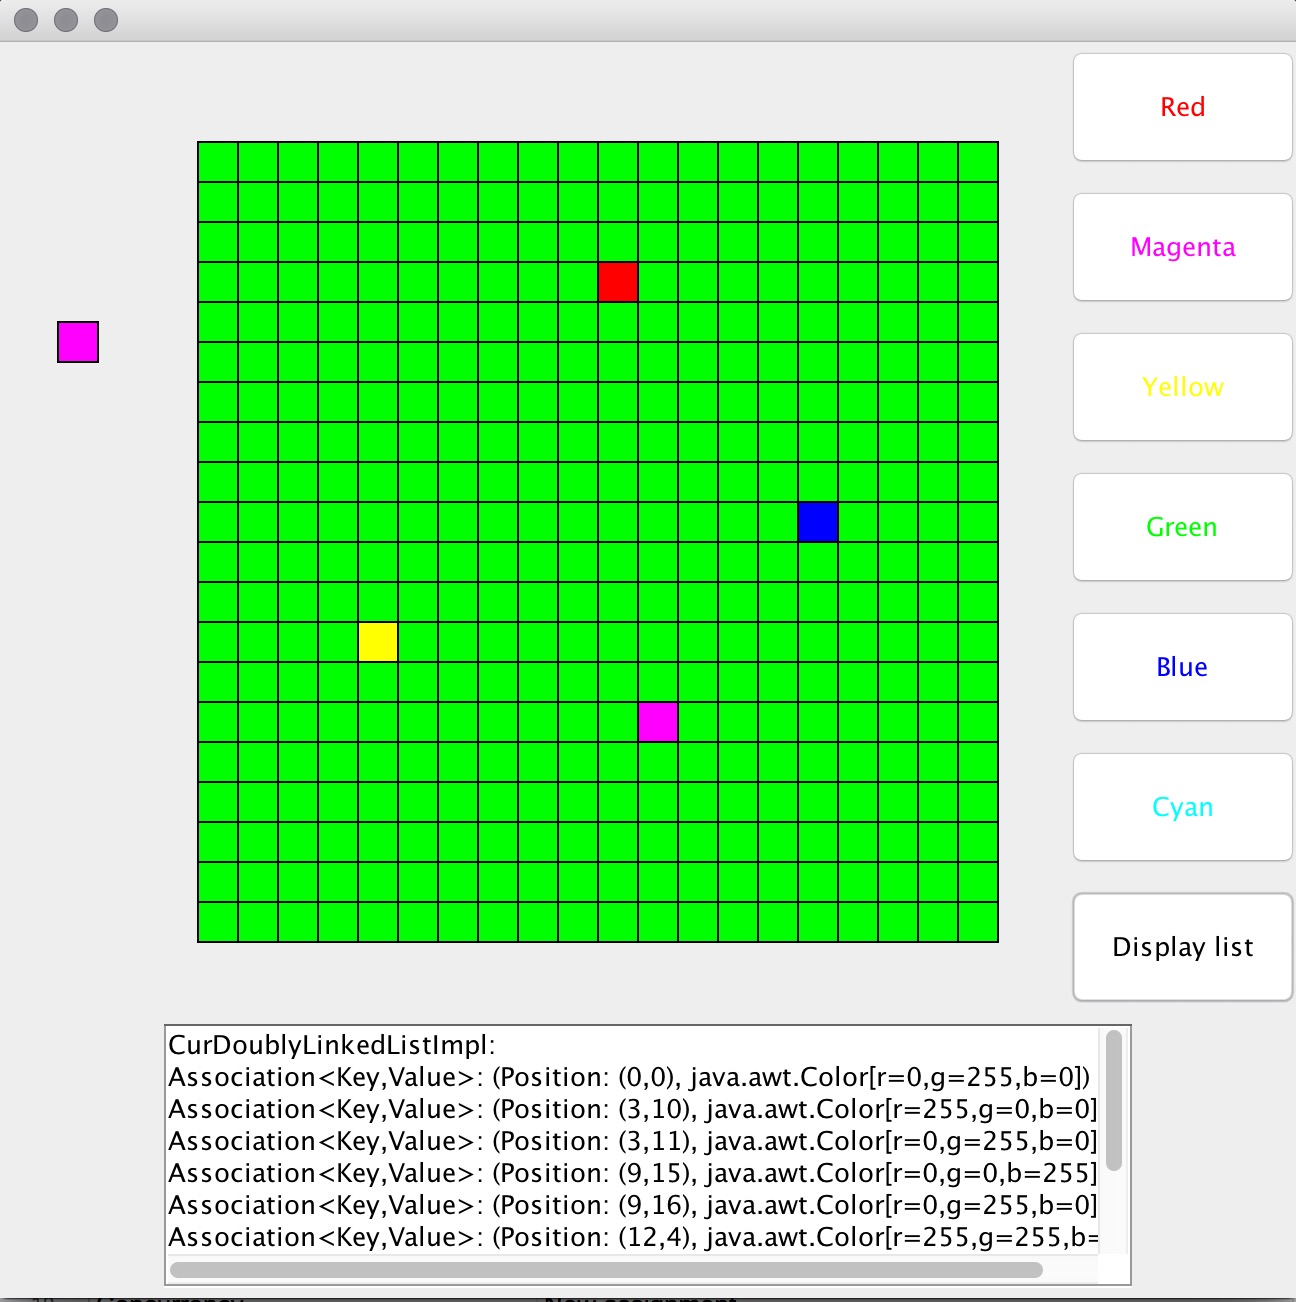 Red
Magenta
Yellow
Green
Blue
Cyan
Display list
CurDoublyLinkedListImpl:
Association<Key,Value>: (Position: (0,0), java.awt.Color[r=0,g=255,b=0])
Association<Key,Value>: (Position: (3,10), java.awt.Color[r=255,g=0,b=0]
Association<Key,Value>: (Position: (3,11), java.awt.Color[r=0,g=255,b=0]
Association<Key,Value>: (Position: (9,15), java.awt.Color[r=0,g=0,b=255]
Association<Key,Value>: (Position: (9,16), java.awt.Color[r=0,g=255,b=0]
Association<Key,Value>: (Position: (12,4), java.awt.Color[r=255,g=255,b=